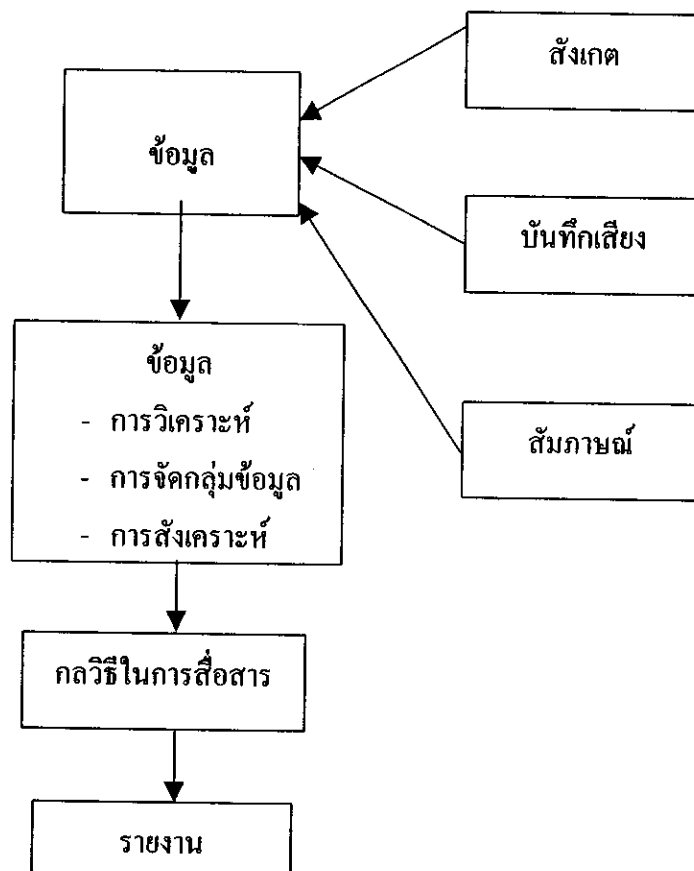 สังเกต
ข้อมูล
บันทึกเสียง
ข้อมูล
- การวิเคราะห์
- การจัดกลุ่มข้อมูล
- การสังเคราะห์
สัมภาษณ์
กลวิธีในการสื่อสาร
รายงาน